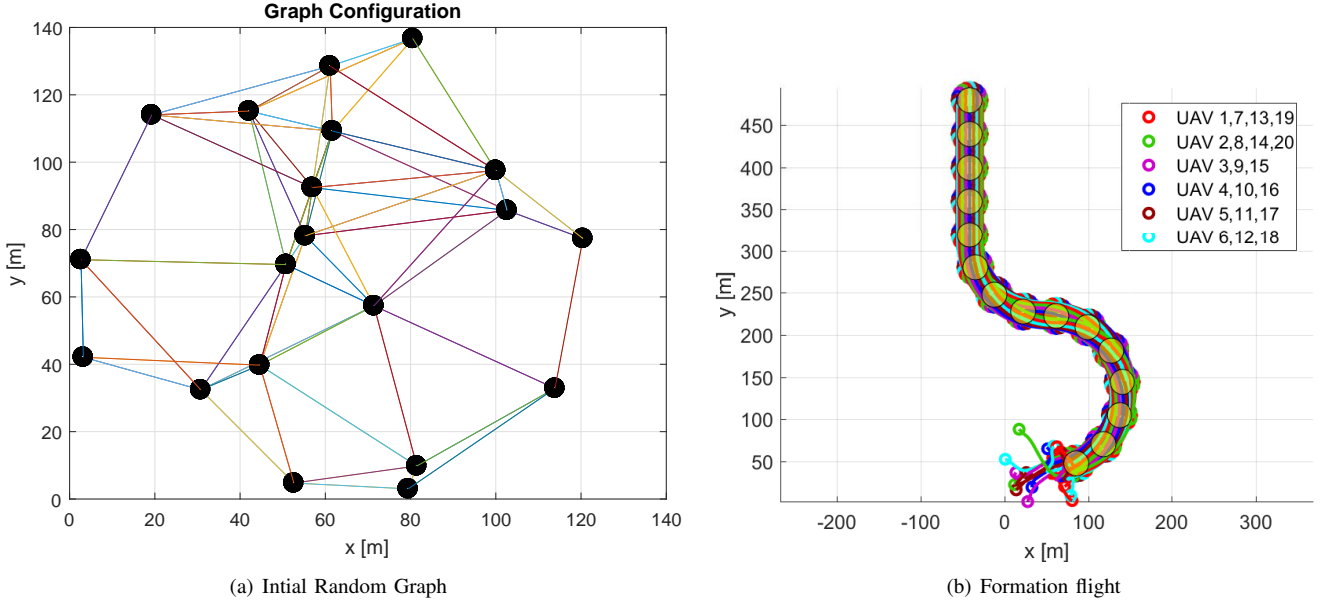 Graph Configuration
140
120
100
80
60
40
20
0
y [m]
0 20 40 60 80 100 120 140
x [m]
(a) Intial Random Graph
450
400
350
300
250
200
150
100
50
y [m]
-200 -100 0 100 200 300
x [m]
UAV 1,7,13,19
UAV 2,8,14,20
UAV 3,9,15
UAV 4,10,16
UAV 5,11,17
UAV 6,12,18
(b) Formation flight